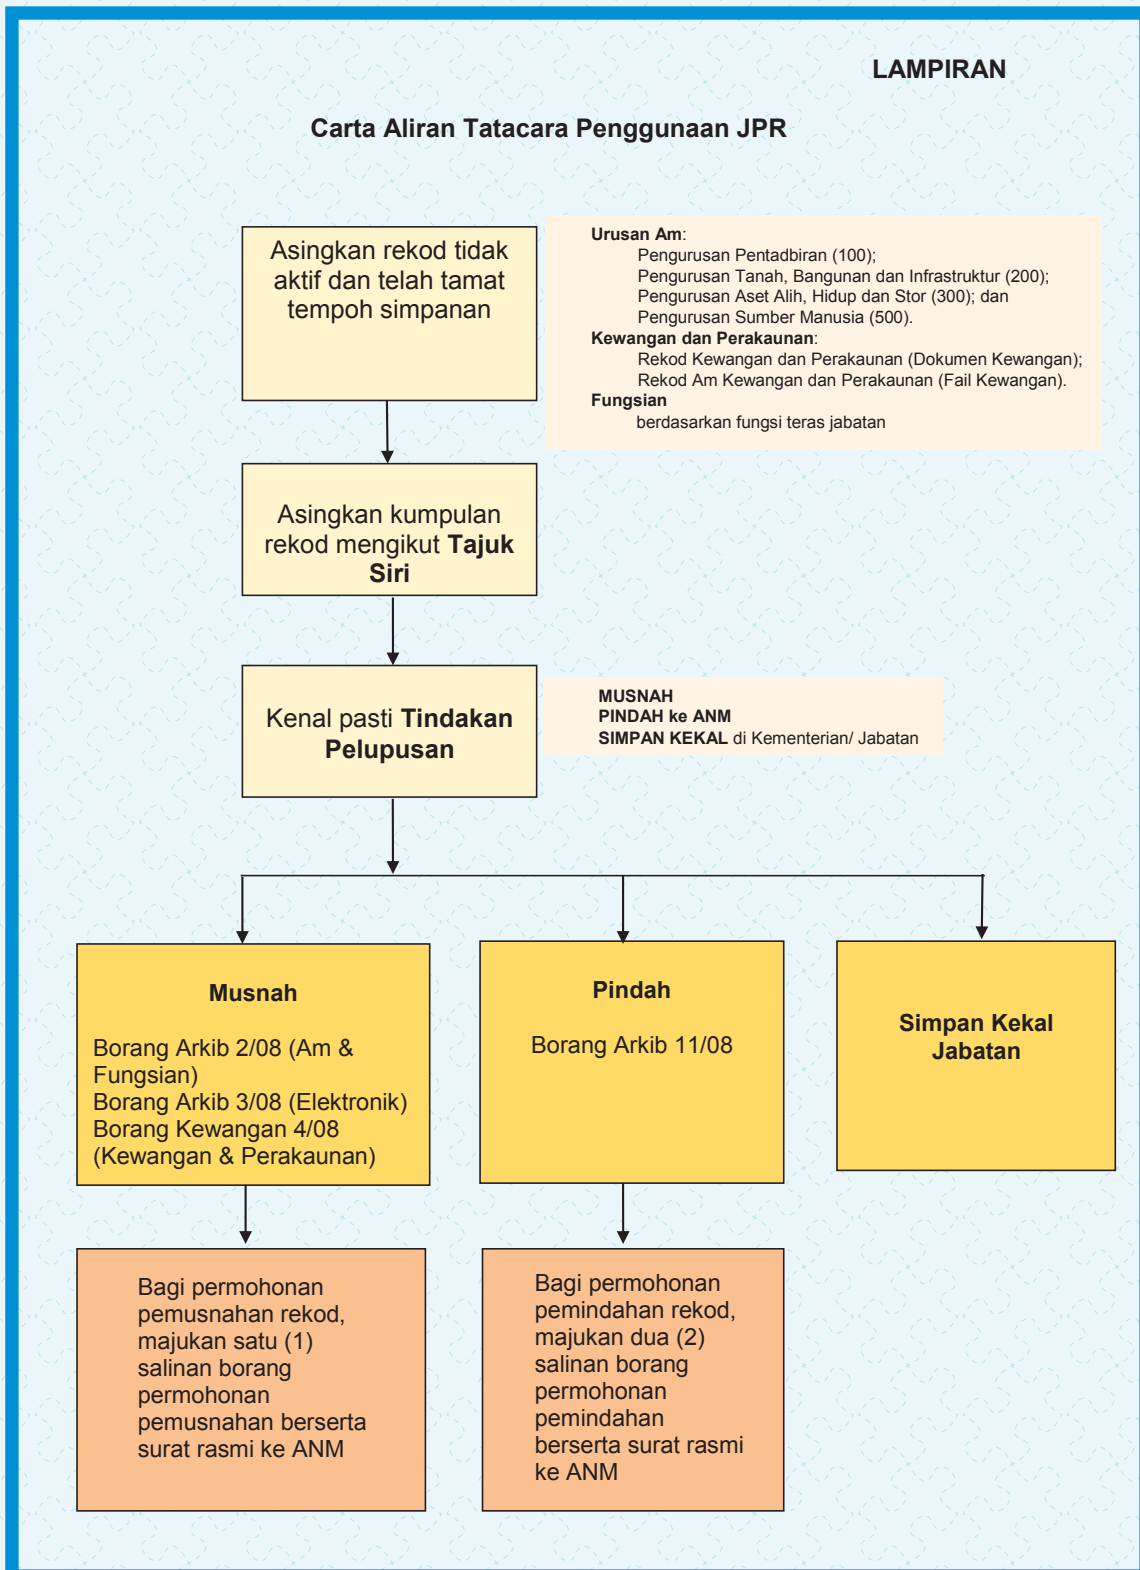 LAMPIRAN
Carta Aliran Tatacara Penggunaan JPR
Asingkan rekod tidak
aktif dan telah tamat
tempoh simpanan
Urusan Am:
Pengurusan Pentadbiran (100);
Pengurusan Tanah, Bangunan dan Infrastruktur (200);
Pengurusan Aset Alih, Hidup dan Stor (300); dan
Pengurusan Sumber Manusia (500).
Kewangan dan Perakaunan:
Rekod Kewangan dan Perakaunan (Dokumen Kewangan);
Rekod Am Kewangan dan Perakaunan (Fail Kewangan).
Fungsian
berdasarkan fungsi teras jabatan
Asingkan kumpulan
rekod mengikut Tajuk
Siri
Kenal pasti Tindakan
Pelupusan
MUSNAH
PINDAH ke ANM
SIMPAN KEKAL di Kementerian/ Jabatan
Musnah
Borang Arkib 2/08 (Am &
Fungsian)
Borang Arkib 3/08 (Elektronik)
Borang Kewangan 4/08
(Kewangan & Perakaunan)
Pindah
Borang Arkib 11/08
Simpan Kekal
Jabatan
Bagi permohonan
pemusnahan rekod,
majukan satu (1)
salinan borang
permohonan
pemusnahan berserta
surat rasmi ke ANM
Bagi permohonan
pemindahan rekod,
majukan dua (2)
salinan borang
permohonan
pemindahan
berserta surat rasmi
ke ANM